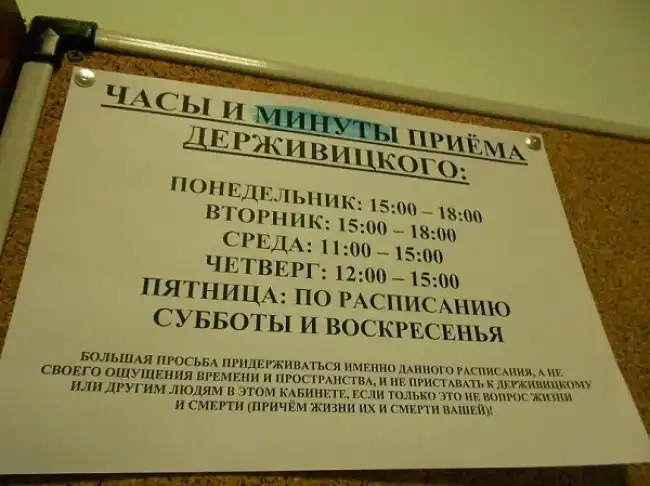 ЧАСЫ И МИНУТЫ ПРИЁМА
ДЕРЖИВИЦКОГО:
ПОНЕДЕЛЬНИК: 15:00 – 18:00
ВТОРНИК: 15:00 – 18:00
СРЕДА: 11:00 – 15:00
ЧЕТВЕРГ: 12:00 – 15:00
ПЯТНИЦА: ПО РАСПИСАНИЮ
СУББОТЫ И ВОСКРЕСЕНЬЯ
БОЛЬШАЯ ПРОСЬБА ПРИДЕРЖИВАТЬСЯ ИМЕННО ДАННОГО РАСПИСАНИЯ, А НЕ
СВОЕГО ОЩУЩЕНИЯ ВРЕМЕНИ И ПРОСТРАНСТВА, И НЕ ПРИСТАВАТЬ К ДЕРЖИВИЦКОМУ
ИЛИ ДРУГИМ ЛЮДЯМ В ЭТОМ КАБИНЕТЕ, ЕСЛИ ТОЛЬКО ЭТО НЕ ВОПРОС ЖИЗНИ
И СМЕРТИ (ПРИЧЁМ ЖИЗНИ ИХ И СМЕРТИ ВАШЕЙ)!